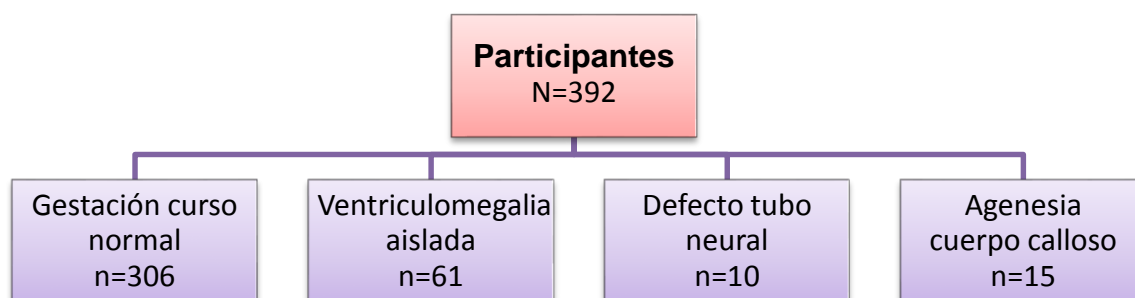 Participantes
N=392
Gestación curso
normal
n=306
Ventriculomegalia
aislada
n=61
Defecto tubo
neural
n=10
Agenesia
cuerpo calloso
n=15